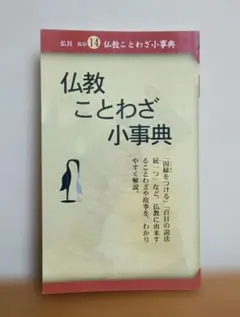 仏教 14 仏教ことわざ小事典
仏教
ことわざ
小事典
「因縁をつける」「百日の説法
屁一つ」など、仏教に由来す
ることわざや故事を、わかり
やすく解説。